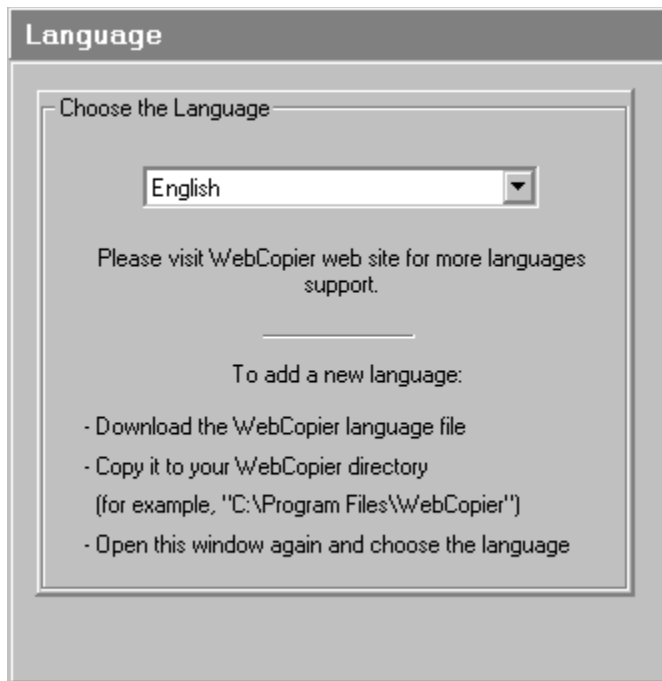 Language
Choose the Language
English
Please visit WebCopier web site for more languages
support.
To add a new language:
- Download the WebCopier language file
- Copy it to your WebCopier directory
(for example, "C:\Program Files\WebCopier")
- Open this window again and choose the language